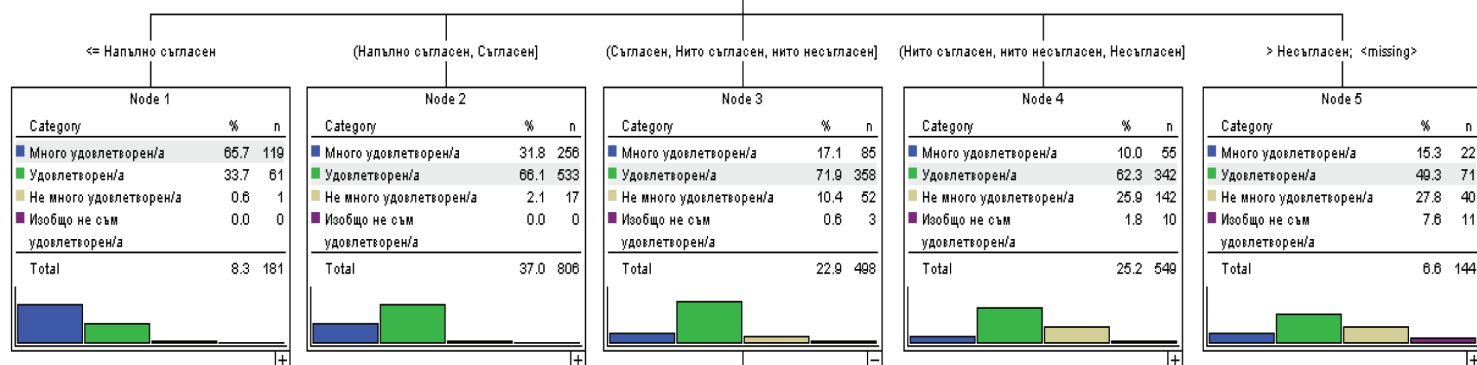 <= Напълно съгласен
(Напълно съгласен, Съгласен]
(Съгласен, Нито съгласен, нито несъгласен]
(Нито съгласен, нито несъгласен, Несъгласен]
> Несъгласен; <missing>
Node 1
Category % n
Много удовлетворен/а 65.7 119
Удовлетворен/а 33.7 61
Не много удовлетворен/а 0.6 1
Изобщо не съм 0.0 0
удовлетворен/а
Total 8.3 181
+
Node 2
Category % n
Много удовлетворен/а 31.8 256
Удовлетворен/а 66.1 533
Не много удовлетворен/а 2.1 17
Изобщо не съм 0.0 0
удовлетворен/а
Total 37.0 806
+
Node 3
Category % n
Много удовлетворен/а 17.1 85
Удовлетворен/а 71.9 358
Не много удовлетворен/а 10.4 52
Изобщо не съм 0.6 3
удовлетворен/а
Total 22.9 498
−
Node 4
Category % n
Много удовлетворен/а 10.0 55
Удовлетворен/а 62.3 342
Не много удовлетворен/а 25.9 142
Изобщо не съм 1.8 10
удовлетворен/а
Total 25.2 549
+
Node 5
Category % n
Много удовлетворен/а 15.3 22
Удовлетворен/а 49.3 71
Не много удовлетворен/а 27.8 40
Изобщо не съм 7.6 11
удовлетворен/а
Total 6.6 144
+